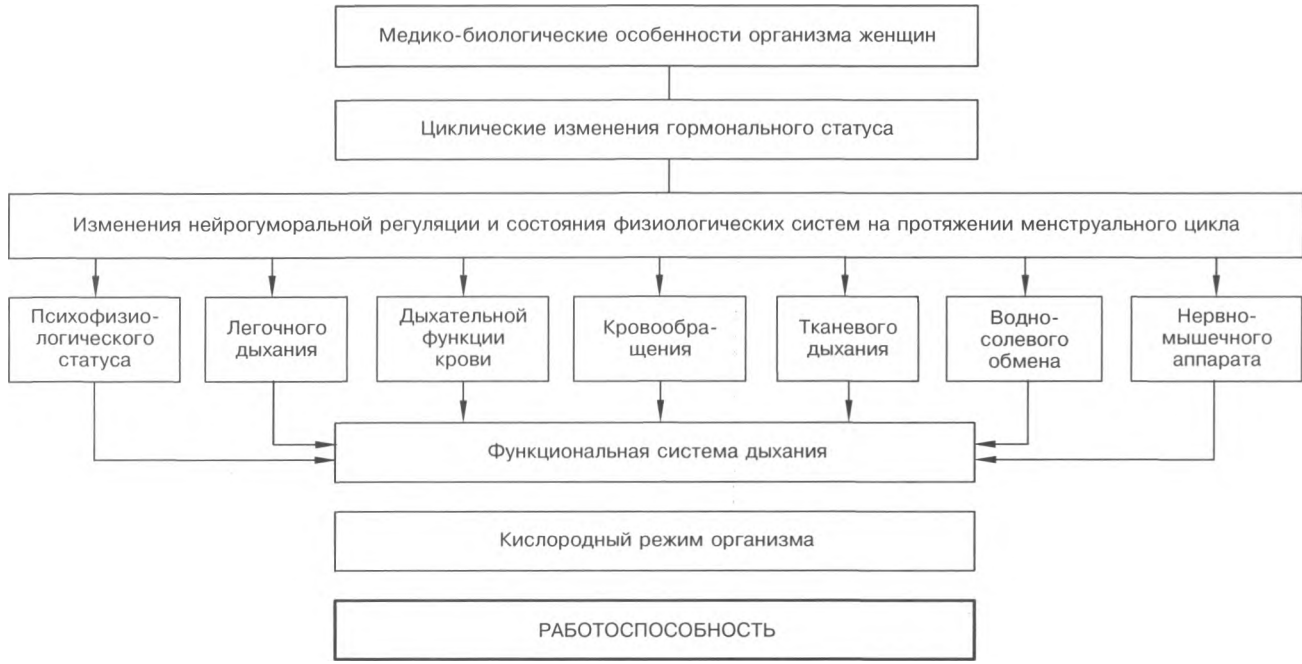 Медико-биологические особенности организма женщин
Циклические изменения гормонального статуса
Изменения нейрогуморальной регуляции и состояния физиологических систем на протяжении менструального цикла
Психофизио-
логического
статуса
Легочного
дыхания
Дыхательной
функции
крови
Кровообра-
щения
Тканевого
дыхания
Водно-
солевого
обмена
Нервно-
мышечного
аппарата
Функциональная система дыхания
Кислородный режим организма
РАБОТОСПОСОБНОСТЬ